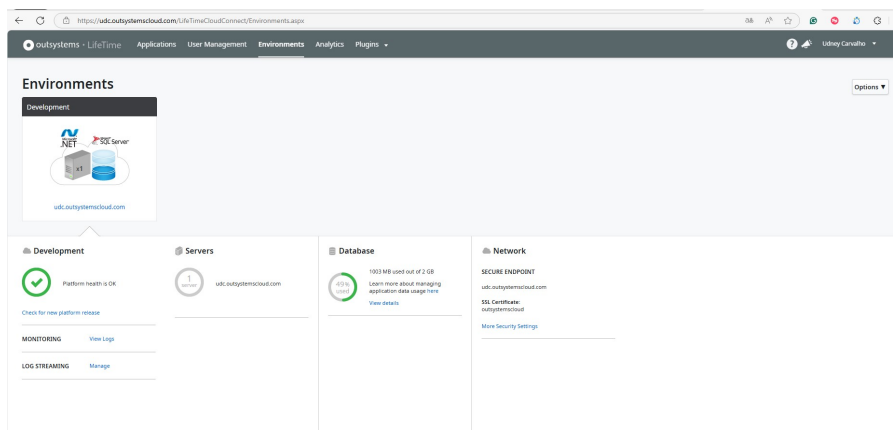 https://udc.outsystemscloud.com/LifeTimeCloudConnect/Environments.aspx
outsystems · LifeTime Applications User Management Environments Analytics Plugins Udney Carvalho
Environments
Options
Development
.NET
SQL Server
x1
udc.outsystemscloud.com
Development
Platform health is OK
Check for new platform release
MONITORING View Logs
LOG STREAMING Manage
Servers
1
SERVER
udc.outsystemscloud.com
Database
49%
used
1003 MB used out of 2 GB
Learn more about managing
application data usage here
View details
Network
SECURE ENDPOINT
udc.outsystemscloud.com
SSL Certificate:
outsystemscloud
More Security Settings